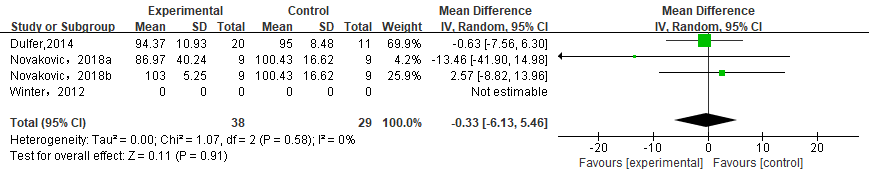 Experimental Control Mean Difference Mean Difference
Study or Subgroup Mean SD Total Mean SD Total Weight IV, Random, 95% CI IV, Random, 95% CI
Dulfer,2014 94.37 10.93 20 95 8.48 11 69.9% -0.63 [-7.56, 6.30]
Novakovic, 2018a 86.97 40.24 9 100.43 16.62 9 4.2% -13.46 [-41.90, 14.98]
Novakovic, 2018b 103 5.25 9 100.43 16.62 9 25.9% 2.57 [-8.82, 13.96]
Winter, 2012 0 0 0 0 0 0 Not estimable
Total (95% CI) 38 29 100.0% -0.33 [-6.13, 5.46]
Heterogeneity: Tau² = 0.00; Chi² = 1.07, df = 2 (P = 0.58); I² = 0%
Test for overall effect: Z = 0.11 (P = 0.91)
-20 -10 0 10 20
Favours [experimental] Favours [control]